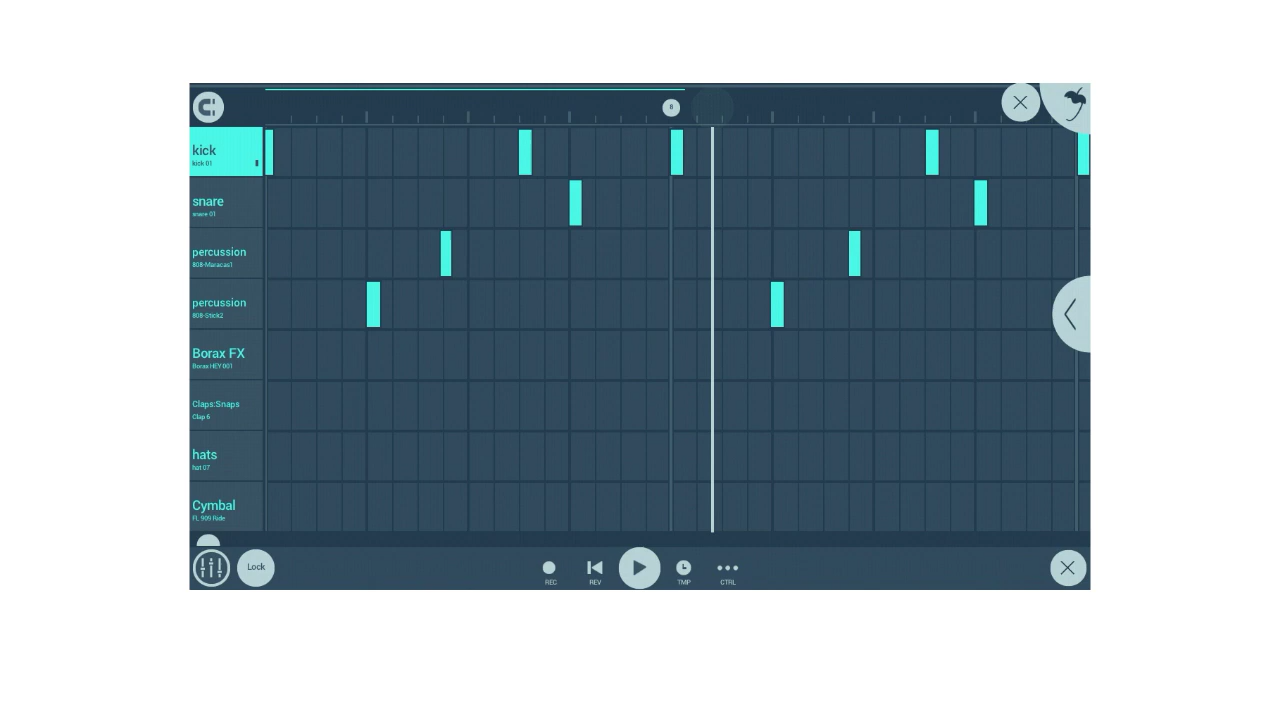 8
kick
kick 01
snare
snare 01
percussion
808-Maracas1
percussion
808-Stick2
Borax FX
Borax HEY 001
Claps:Snaps
Clap 6
hats
hat 07
Cymbal
FL 909 Ride
Lock
REC
REV
TMP
CTRL